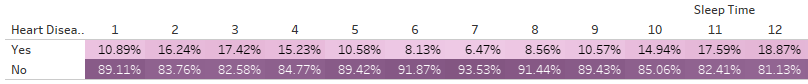 Sleep Time
Heart Disea.. 1 2 3 4 5 6 7 8 9 10 11 12
Yes 10.89% 16.24% 17.42% 15.23% 10.58% 8.13% 6.47% 8.56% 10.57% 14.94% 17.59% 18.87%
No 89.11% 83.76% 82.58% 84.77% 89.42% 91.87% 93.53% 91.44% 89.43% 85.06% 82.41% 81.13%